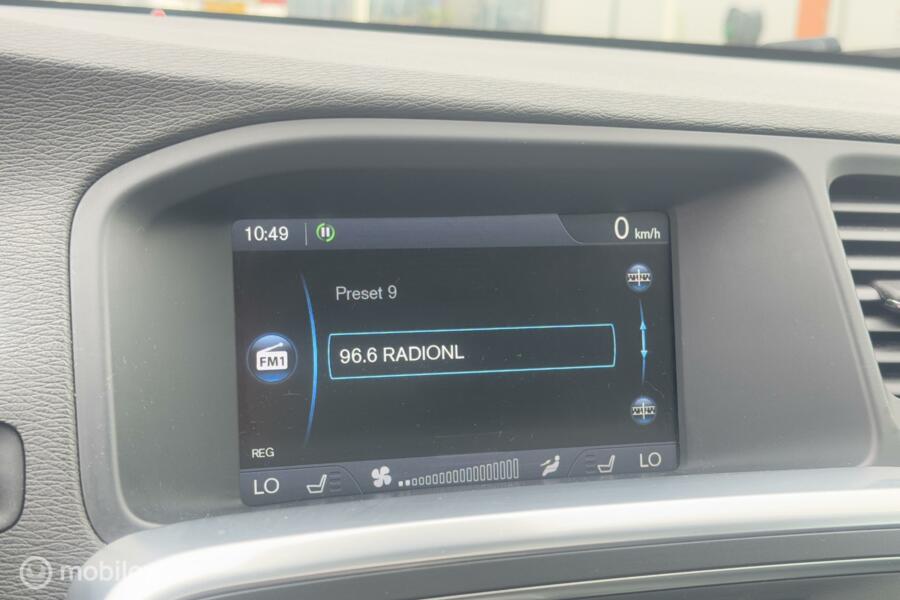 10:49 0 km/h
Preset 9
96.6 RADIONL
FM1
REG
LO LO
mobile